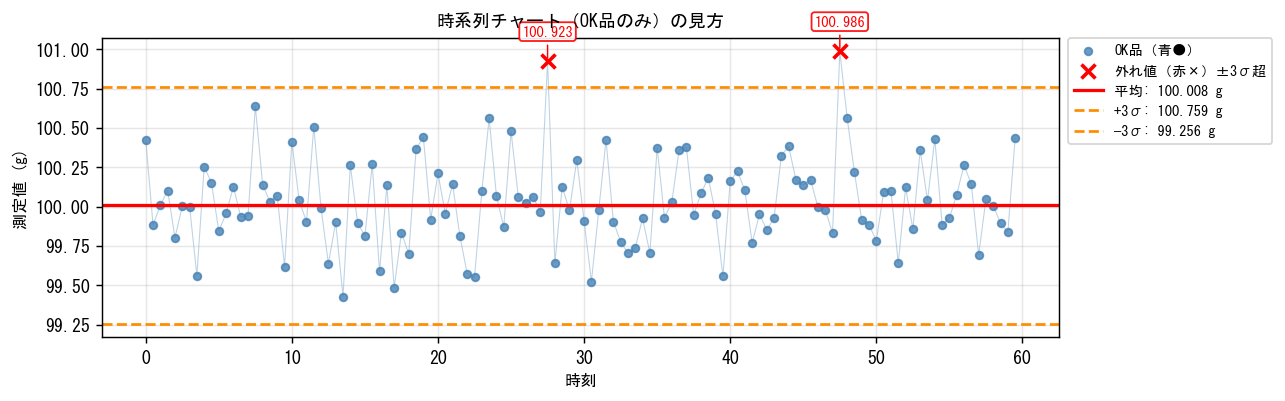 時系列チャート（OK品のみ）の見方
100.923
100.986
101.00
100.75
100.50
100.25
100.00
99.75
99.50
99.25
測定値 (g)
0
10
20
30
40
50
60
時刻
OK品（青●）
外れ値（赤×）±3σ超
平均: 100.008 g
+3σ: 100.759 g
−3σ: 99.256 g